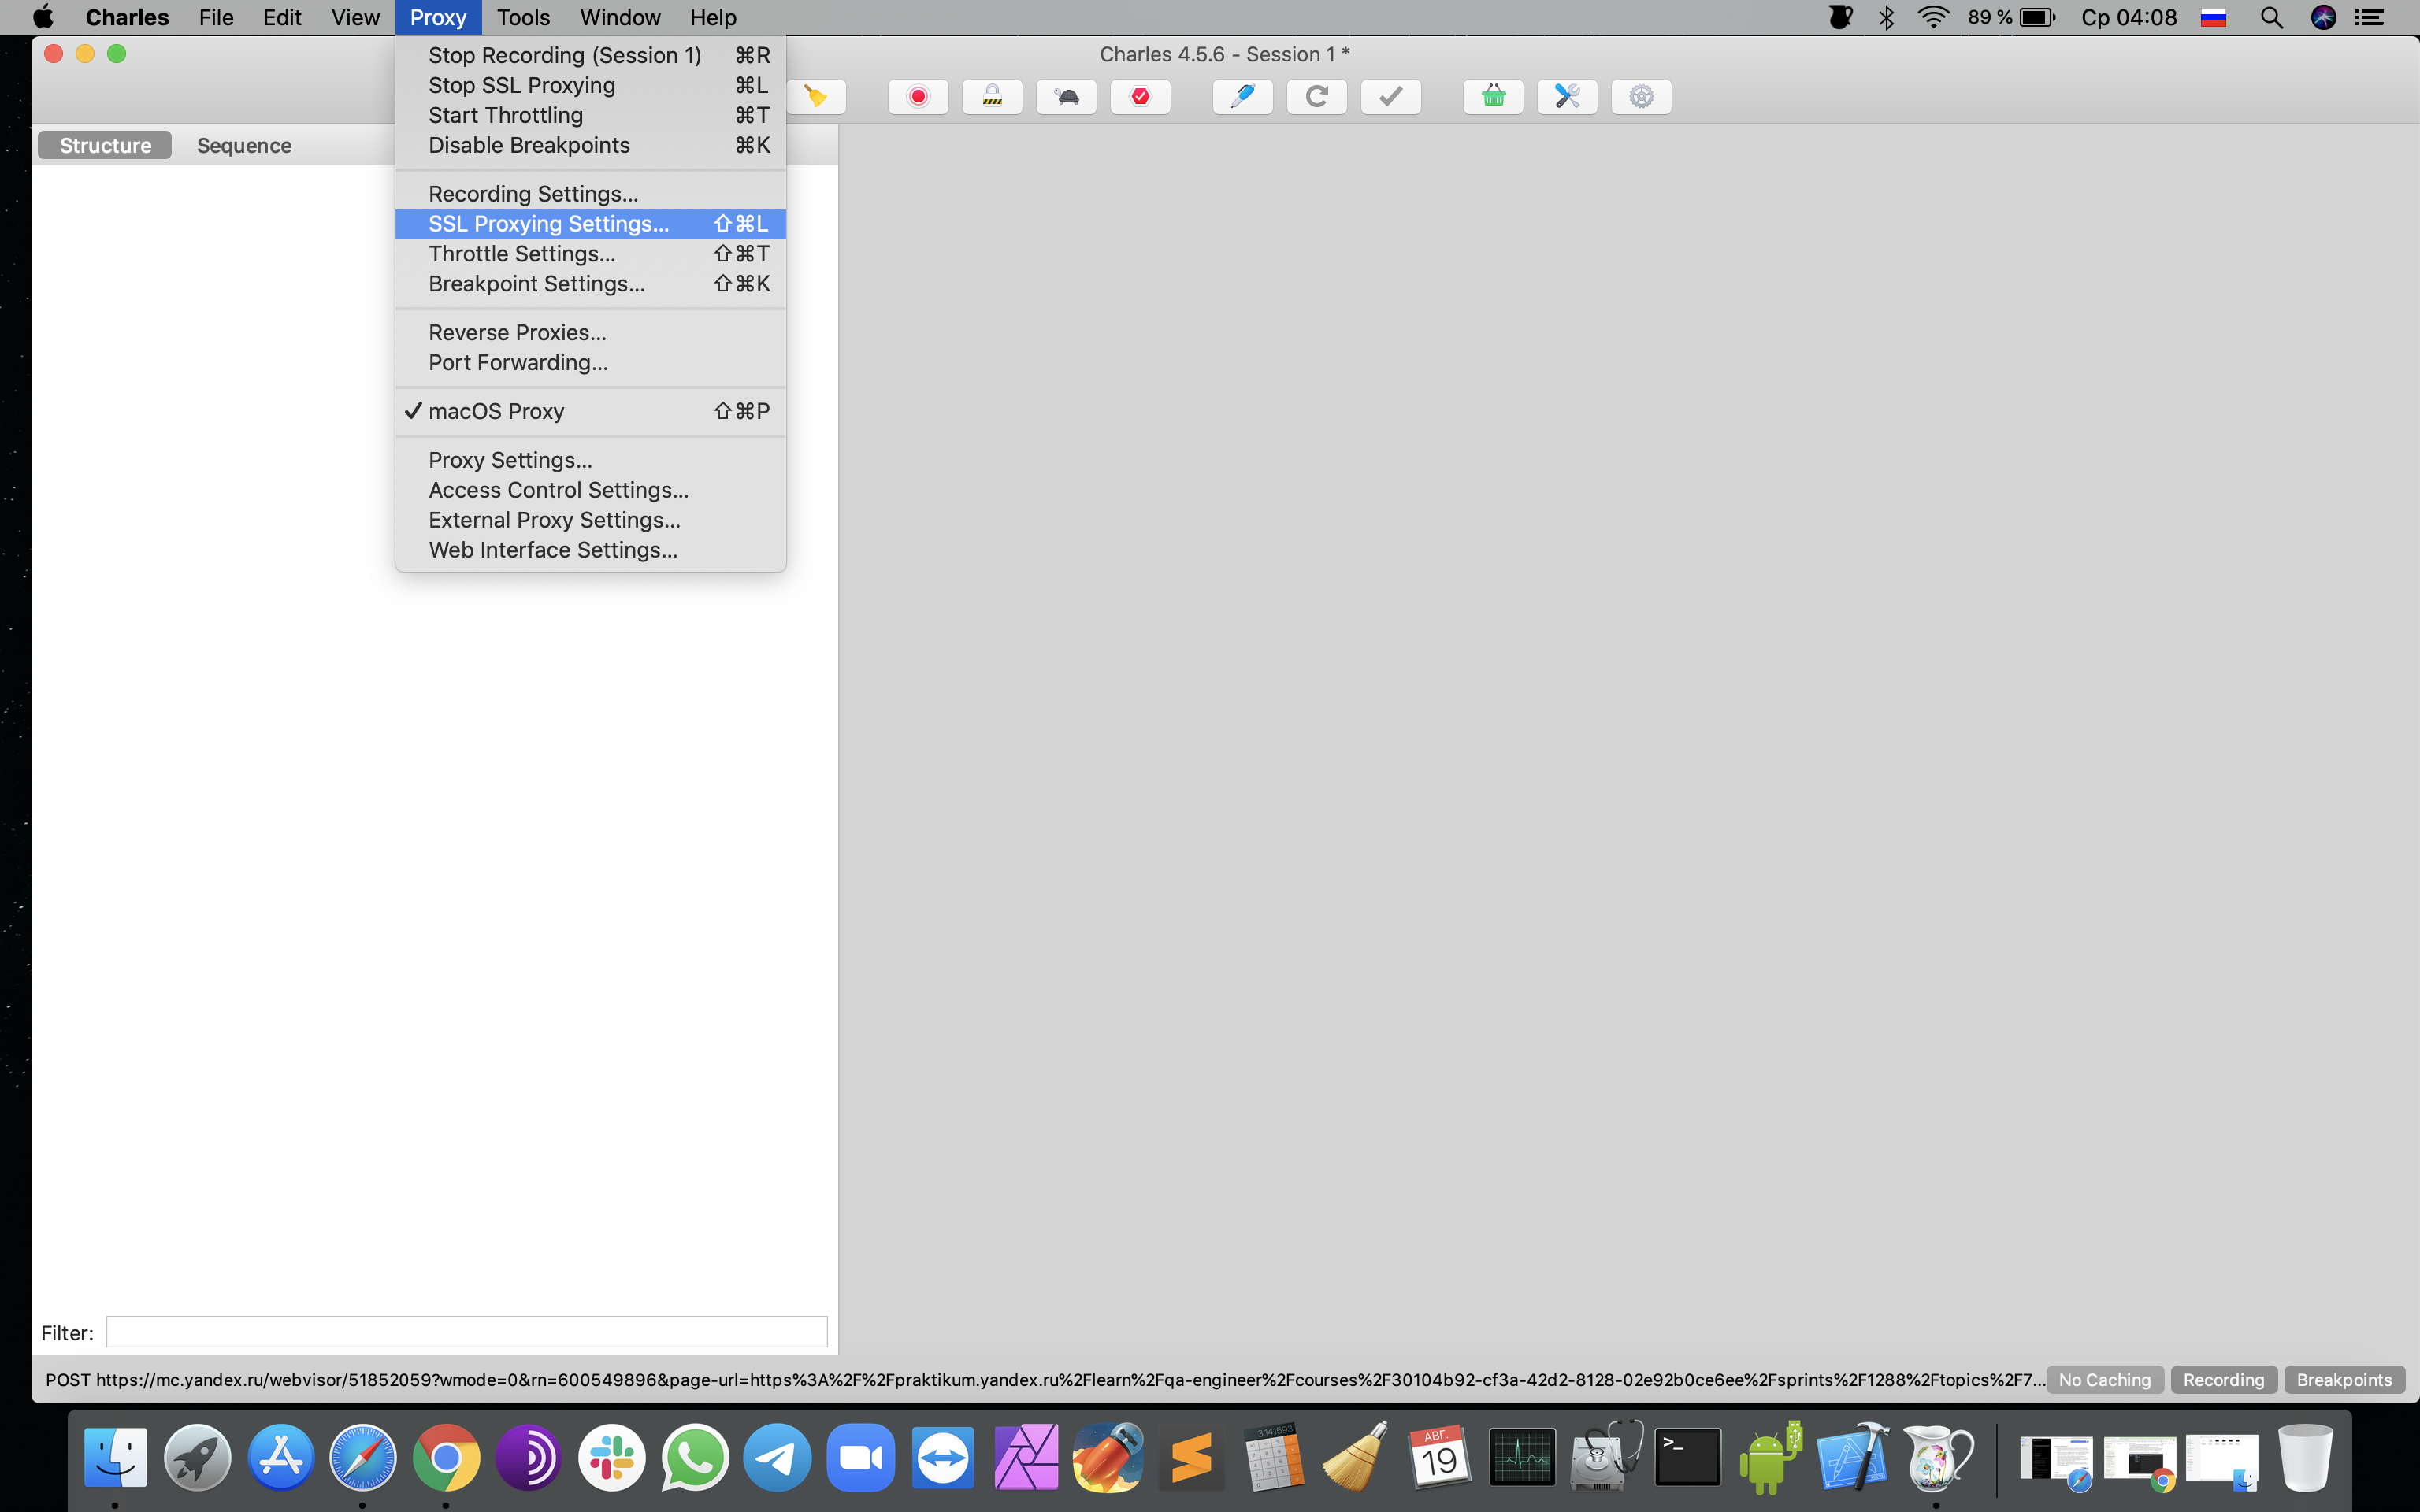 Charles File Edit View Proxy Tools Window Help 89 % Ср 04:08
Charles 4.5.6 - Session 1 *
Stop Recording (Session 1) ⌘R
Stop SSL Proxying ⌘L
Start Throttling ⌘T
Disable Breakpoints ⌘K
Recording Settings...
SSL Proxying Settings... ⇧⌘L
Throttle Settings... ⇧⌘T
Breakpoint Settings... ⇧⌘K
Reverse Proxies...
Port Forwarding...
✓ macOS Proxy ⇧⌘P
Proxy Settings...
Access Control Settings...
External Proxy Settings...
Web Interface Settings...
Structure Sequence
Filter:
POST https://mc.yandex.ru/webvisor/51852059?wmode=0&rn=600549896&page-url=https%3A%2F%2Fpraktikum.yandex.ru%2Flearn%2Fqa-engineer%2Fcourses%2F30104b92-cf3a-42d2-8128-02e92b0ce6ee%2Fsprints%2F1288%2Ftopics%2F7... No Caching Recording Breakpoints
АВГ.
19
3.141593
>_